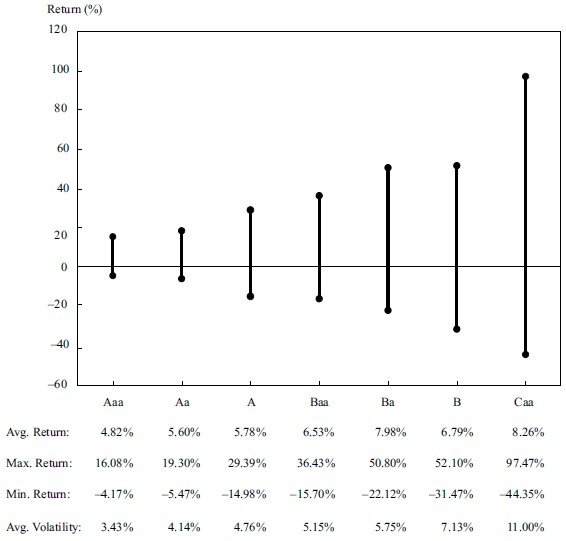 Return (%)
120
100
80
60
40
20
0
–20
–40
–60
Aaa Aa A Baa Ba B Caa
Avg. Return: 4.82% 5.60% 5.78% 6.53% 7.98% 6.79% 8.26%
Max. Return: 16.08% 19.30% 29.39% 36.43% 50.80% 52.10% 97.47%
Min. Return: –4.17% –5.47% –14.98% –15.70% –22.12% –31.47% –44.35%
Avg. Volatility: 3.43% 4.14% 4.76% 5.15% 5.75% 7.13% 11.00%